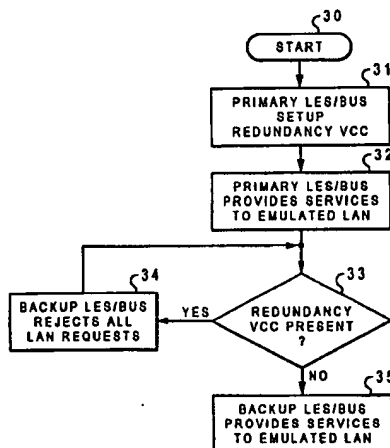 30
START
31
PRIMARY LES/BUS
SETUP
REDUNDANCY VCC
32
PRIMARY LES/BUS
PROVIDES SERVICES
TO EMULATED LAN
34
BACKUP LES/BUS
REJECTS ALL
LAN REQUESTS
YES
33
REDUNDANCY
VCC PRESENT
?
NO
35
BACKUP LES/BUS
PROVIDES SERVICES
TO EMULATED LAN